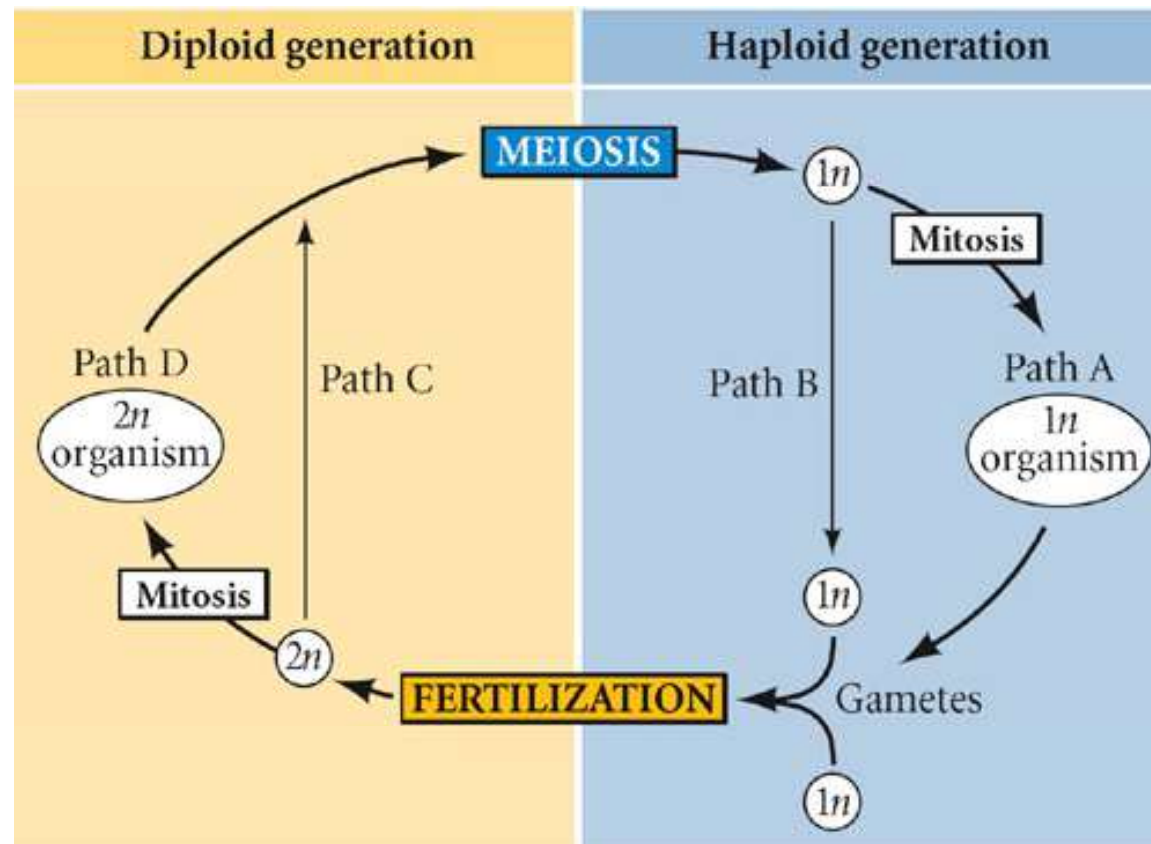 Diploid generation
Haploid generation
MEIOSIS
1n
Mitosis
Path D
2n
organism
Path C
Path B
Path A
1n
organism
Mitosis
2n
1n
FERTILIZATION
Gametes
1n